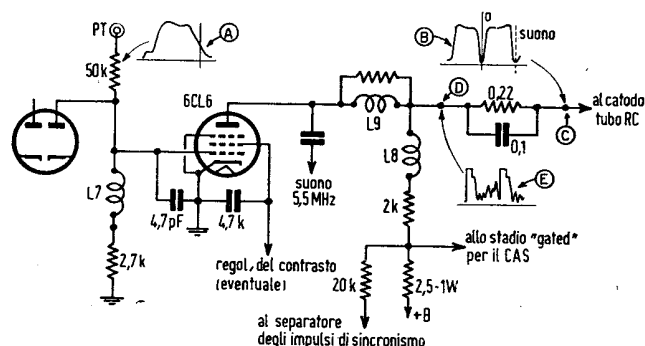 PT
A
50k
6CL6
L7
4,7pF
4,7k
2,7k
regol, del contrasto
(eventuale)
suono
5,5MHz
L9
L8
2k
20k
2,5-1W
+B
al separatore
degli impulsi di sincronismo
allo stadio "gated"
per il CAS
B
0
suono
D
0,22
0,1
C
al catodo
tubo RC
E